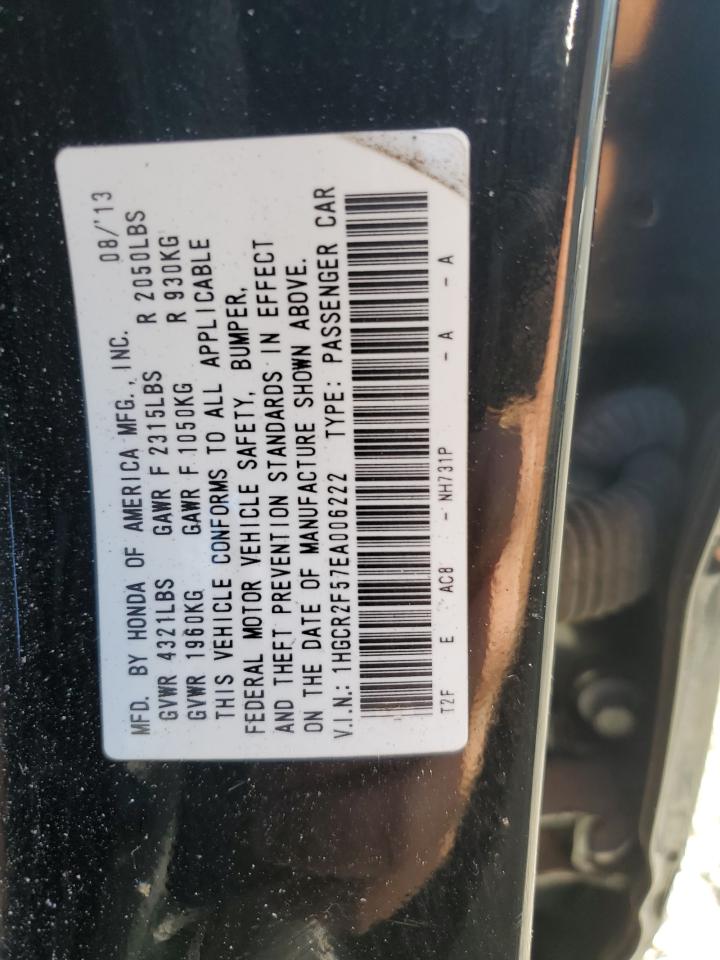 MFD. BY HONDA OF AMERICA MFG., INC. 08/'13
GVWR 4321LBS GAWR F 2315LBS R 2050LBS
GVWR 1960KG GAWR F 1050KG R 930KG
THIS VEHICLE CONFORMS TO ALL APPLICABLE
FEDERAL MOTOR VEHICLE SAFETY, BUMPER,
AND THEFT PREVENTION STANDARDS IN EFFECT
ON THE DATE OF MANUFACTURE SHOWN ABOVE.
V.I.N.: 1HGCR2F57EA006222 TYPE: PASSENGER CAR
T2F E AC8 - NH731P - A - A